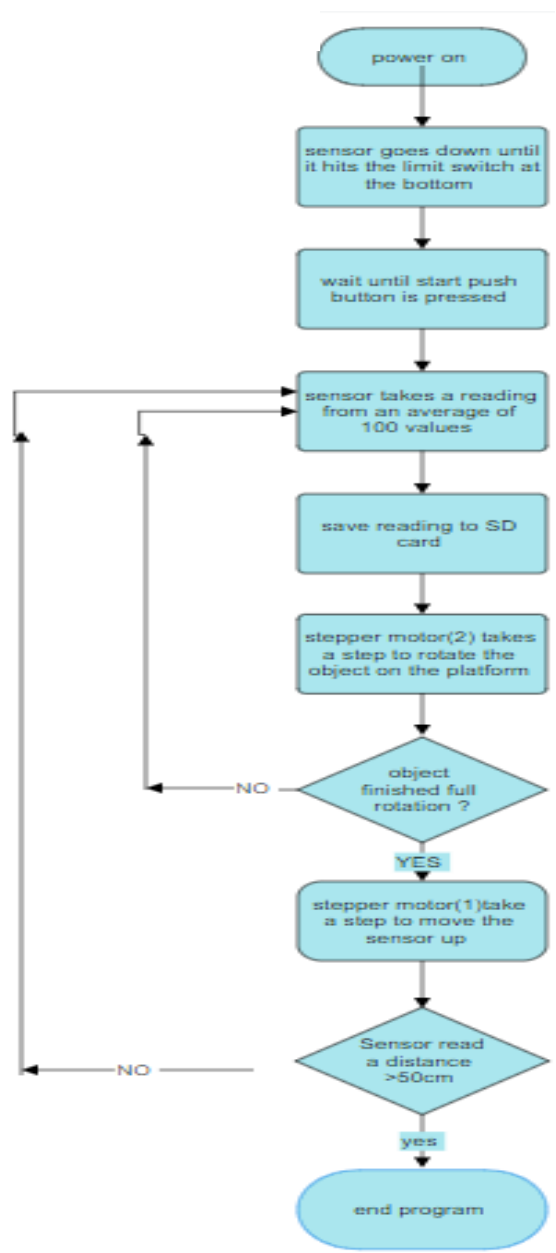 power on
sensor goes down until
it hits the limit switch at
the bottom
wait until start push
button is pressed
sensor takes a reading
from an average of
100 values
save reading to SD
card
stepper motor(2) takes
a step to rotate the
object on the platform
object
finished full
rotation ?
NO
YES
stepper motor(1)take
a step to move the
sensor up
Sensor read
a distance
>50cm
NO
yes
end program